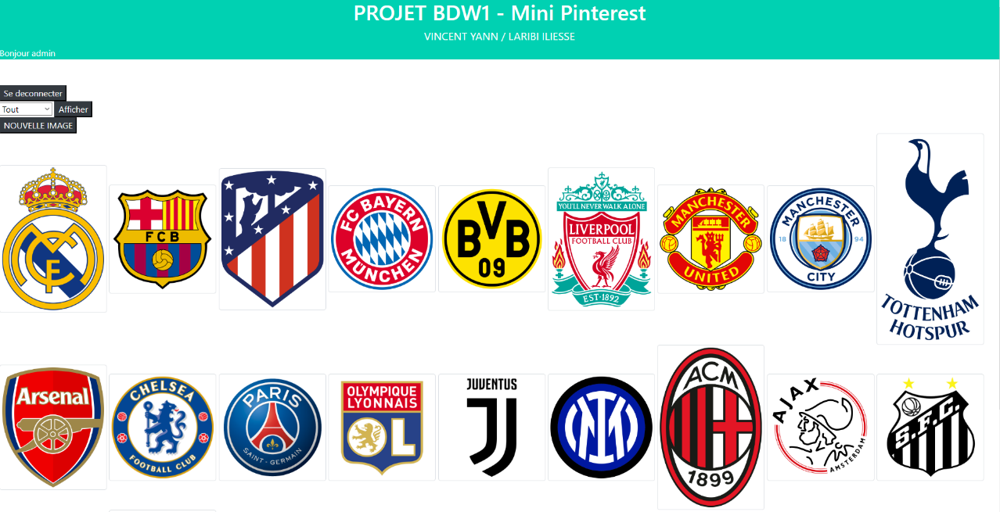 PROJET BDW1 - Mini Pinterest
VINCENT YANN / LARIBI ILIESSE
Bonjour admin
Se deconnecter
Tout
Afficher
NOUVELLE IMAGE
FCB
FC BAYERN
MÜNCHEN
BVB
09
YOU'LL NEVER WALK ALONE
LIVERPOOL
FOOTBALL CLUB
EST·1892
MANCHESTER
UNITED
MANCHESTER
18 94
CITY
TOTTENHAM
HOTSPUR
Arsenal
CHELSEA
FOOTBALL CLUB
PARIS
SAINT-GERMAIN
OLYMPIQUE
LYONNAIS
OL
JUVENTUS
ACM
1899
AJAX
AMSTERDAM
S.F.C.